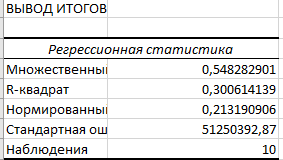 ВЫВОД ИТОГОВ
Регрессионная статистика
Множественны 0,548282901
R-квадрат 0,300614139
Нормированны 0,213190906
Стандартная ош 51250392,87
Наблюдения 10